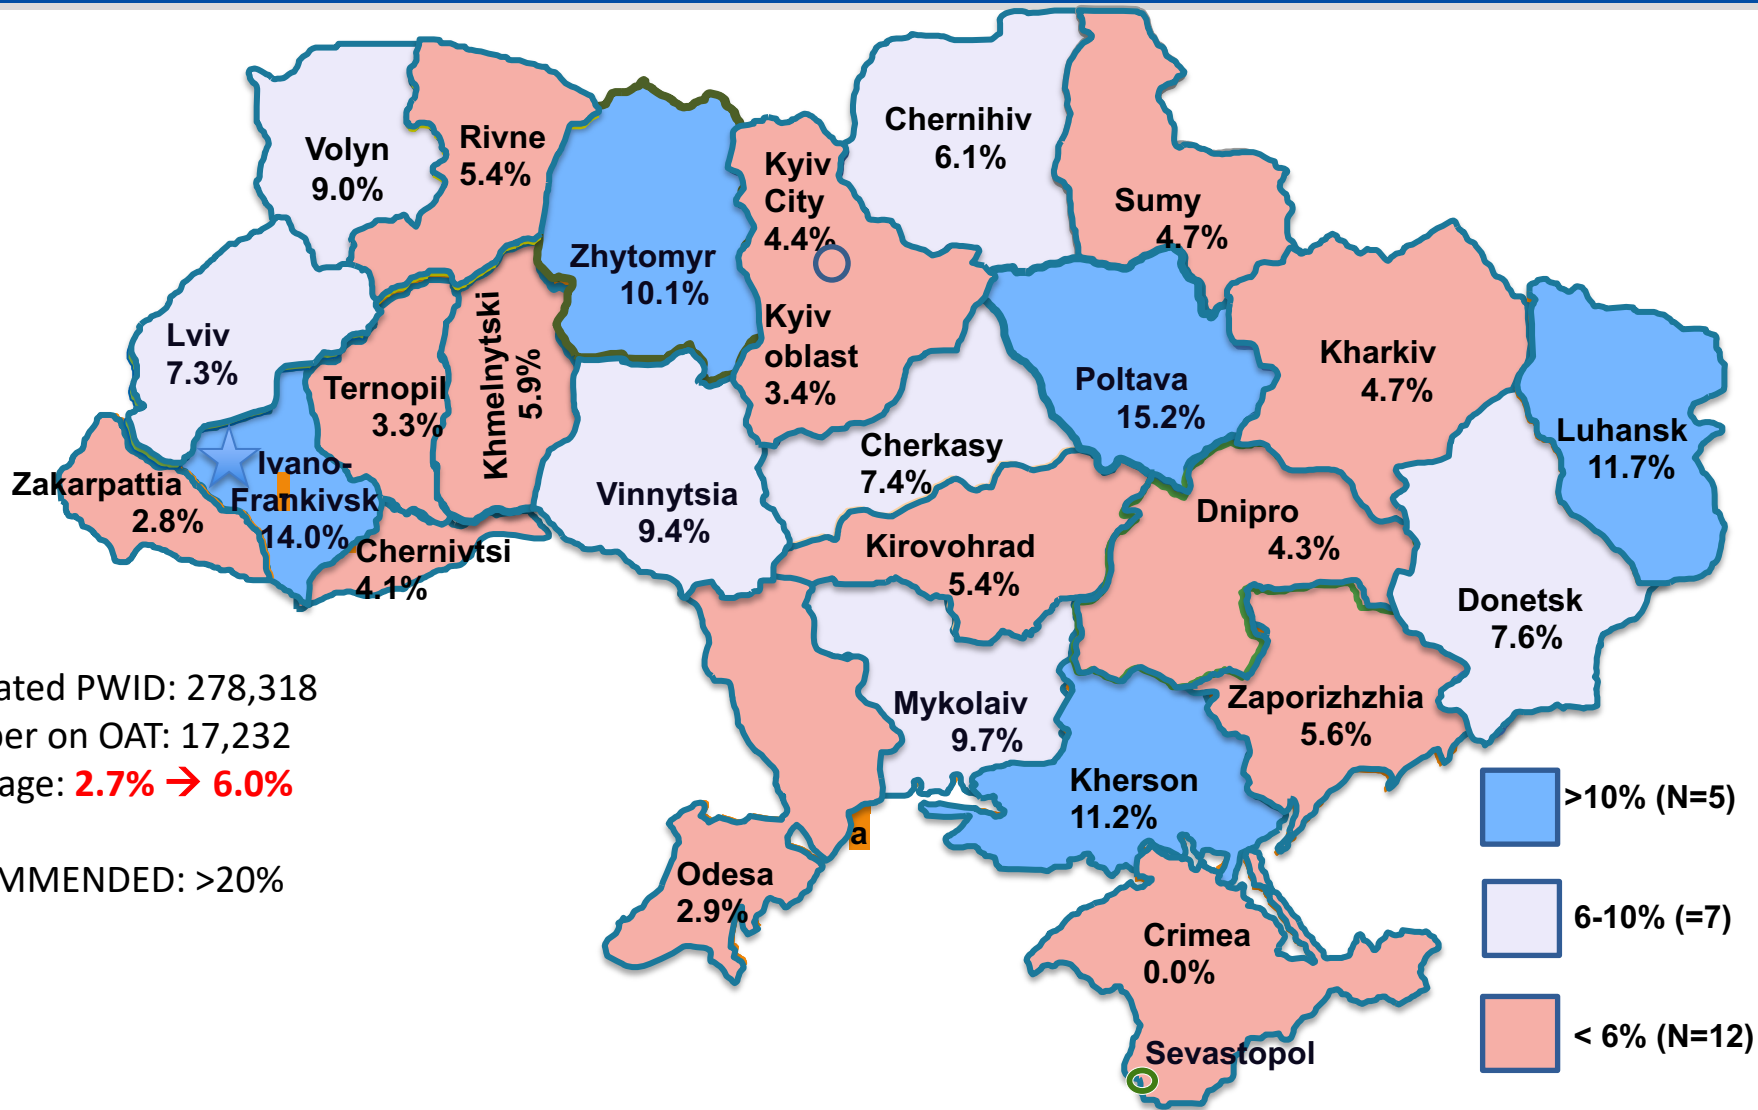 Chernihiv
6.1%
Volyn
9.0%
Rivne
5.4%
Kyiv
City
4.4%
Sumy
4.7%
Zhytomyr
10.1%
Lviv
7.3%
Kyiv
oblast
3.4%
Khmelnytski
5.9%
Ternopil
3.3%
Kharkiv
4.7%
Poltava
15.2%
Luhansk
11.7%
Cherkasy
7.4%
Zakarpattia
2.8%
Ivano-
Frankivsk
14.0%
Vinnytsia
9.4%
Dnipro
4.3%
Chernivtsi
4.1%
Kirovohrad
5.4%
Donetsk
7.6%
Mykolaiv
9.7%
Zaporizhzhia
5.6%
Kherson
11.2%
a
Odesa
2.9%
Crimea
0.0%
Sevastopol
ated PWID: 278,318
er on OAT: 17,232
age: 2.7% → 6.0%
MMENDED: >20%
>10% (N=5)
6-10% (=7)
< 6% (N=12)